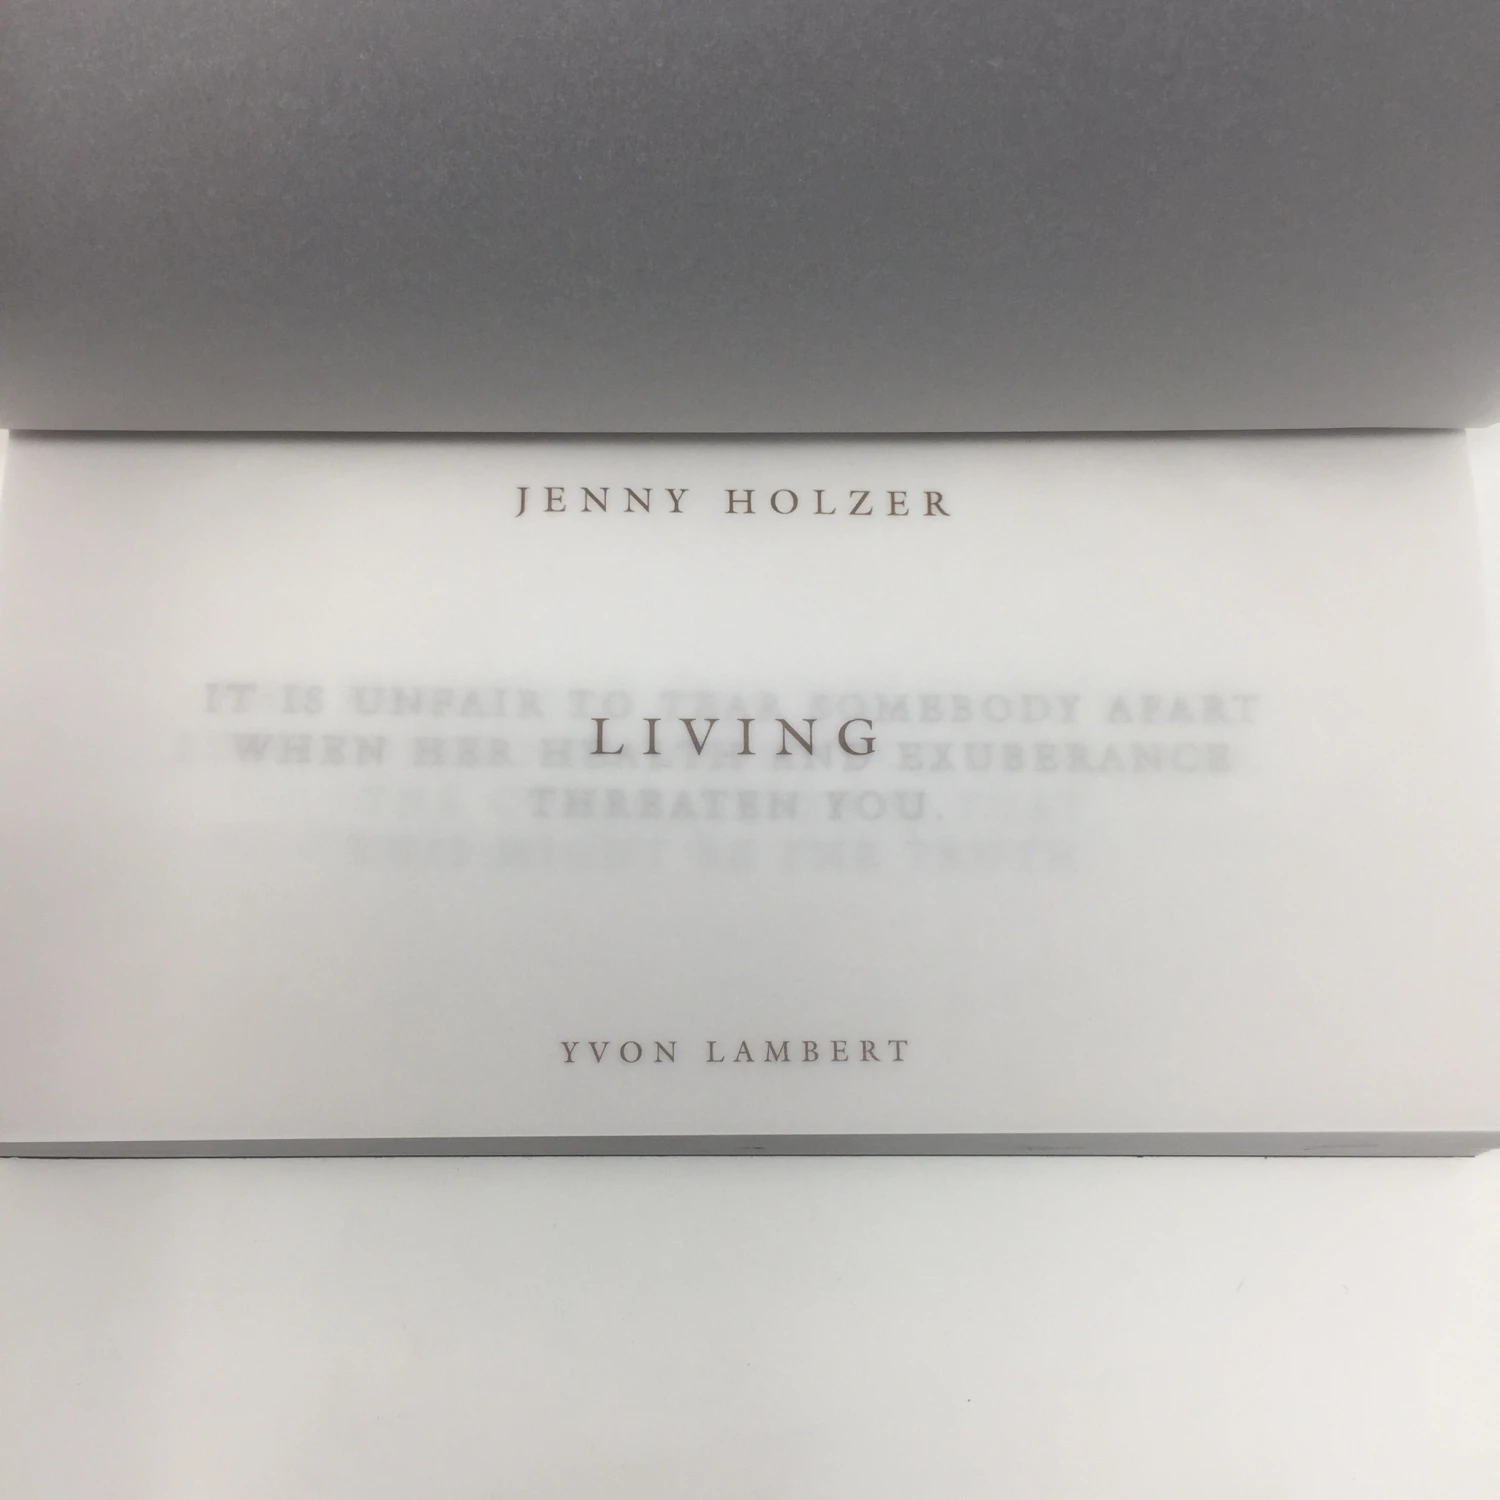 JENNY HOLZER
IT IS UNFAIR TO TEAR SOMEBODY APART
LIVING
WHEN HER HEALTH AND EXUBERANCE
THREATEN YOU.
YVON LAMBERT